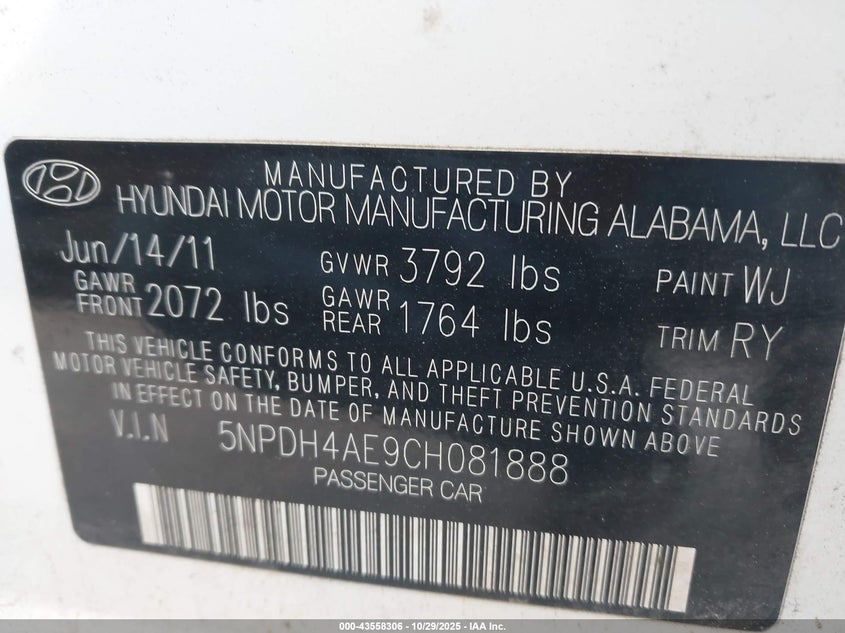 MANUFACTURED BY
HYUNDAI MOTOR MANUFACTURING ALABAMA, LLC
Jun/14/11 GVWR 3792 lbs PAINT WJ
GAWR FRONT 2072 lbs GAWR REAR 1764 lbs TRIM RY
THIS VEHICLE CONFORMS TO ALL APPLICABLE U.S.A. FEDERAL
MOTOR VEHICLE SAFETY, BUMPER, AND THEFT PREVENTION STANDARDS
IN EFFECT ON THE DATE OF MANUFACTURE SHOWN ABOVE
V.I.N 5NPDH4AE9CH081888
PASSENGER CAR
000-43558306 - 10/29/2025 - IAA Inc.